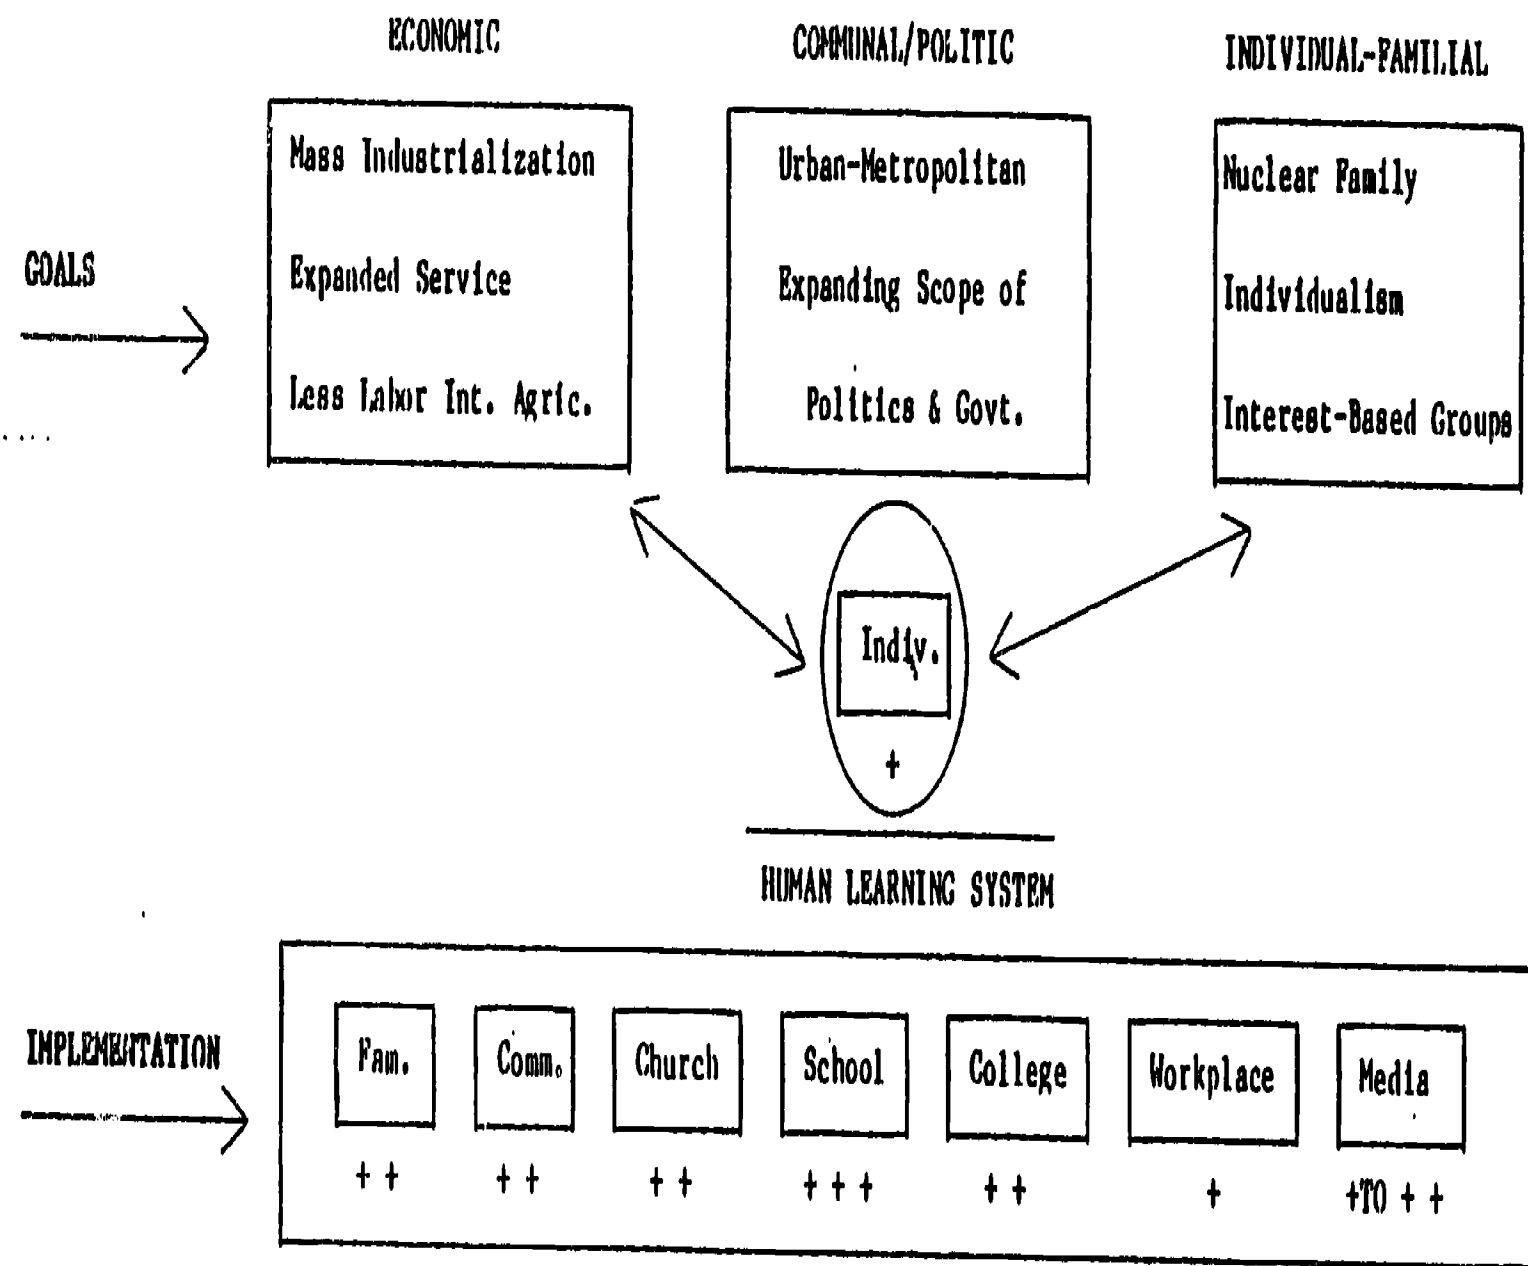 ECONOMIC
COMMUNAL/POLITIC
INDIVIDUAL-FAMILIAL
Mass Industrialization
Expanded Service
Less Labor Int. Agric.
Urban-Metropolitan
Expanding Scope of
Politics & Govt.
Nuclear Family
Individualism
Interest-Based Groups
GOALS
Indiv.
+
HUMAN LEARNING SYSTEM
IMPLEMENTATION
Fam.
Comm.
Church
School
College
Workplace
Media
+ +
+ +
+ +
+ + +
+ +
+
+TO + +